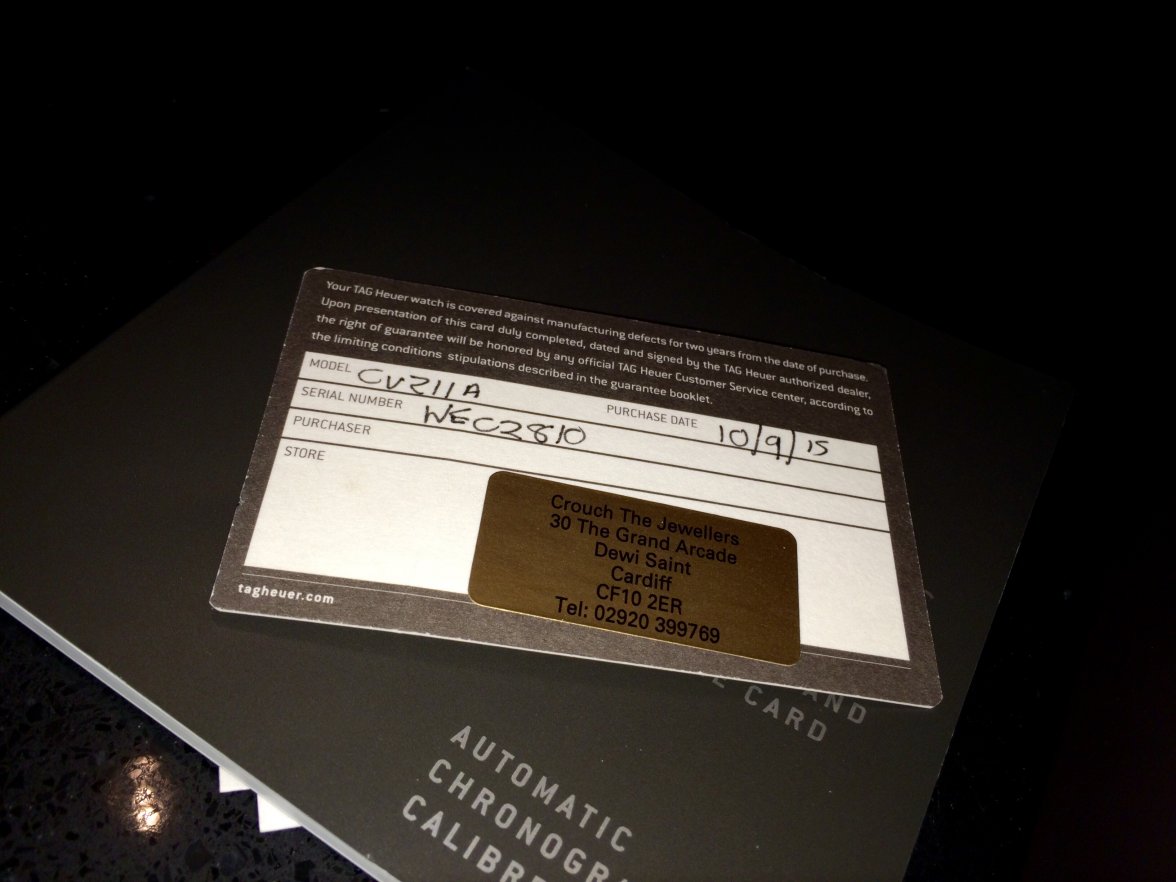 Your TAG Heuer watch is covered against manufacturing defects for two years from the date of purchase.
Upon presentation of this card duly completed, dated and signed by the TAG Heuer authorized dealer,
the right of guarantee will be honored by any official TAG Heuer Customer Service center, according to
the limiting conditions stipulations described in the guarantee booklet.
MODEL CV211A
SERIAL NUMBER WEC2810 PURCHASE DATE 10/9/15
PURCHASER
STORE
Crouch The Jewellers
30 The Grand Arcade
Dewi Saint
Cardiff
CF10 2ER
Tel: 02920 399769
tagheuer.com
AND
CARD
AUTOMATIC
CHRONOGRA
CALIBRE